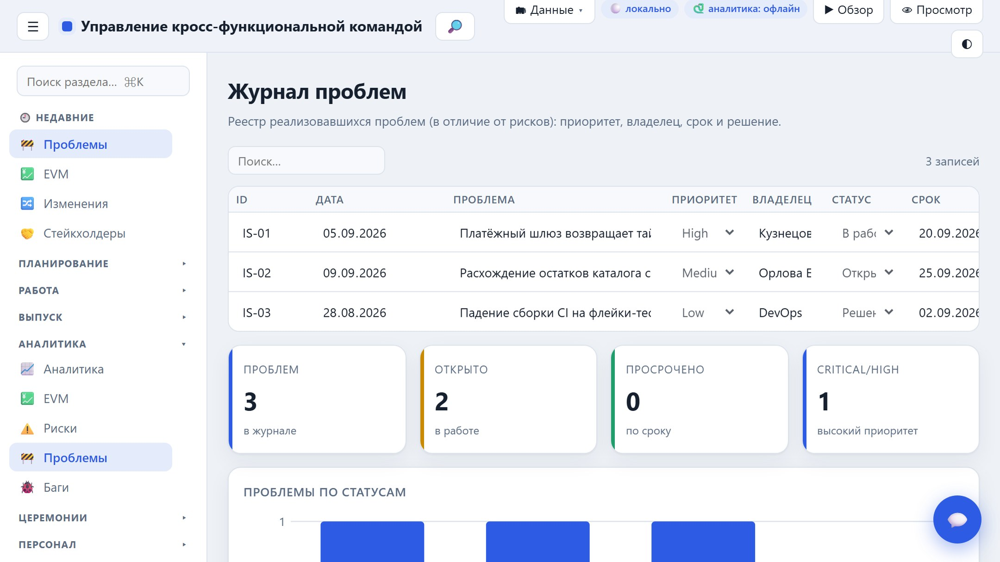 Управление кросс-функциональной командой
Данные
локально
аналитика: офлайн
Обзор
Просмотр
Поиск раздела... ⌘K
НЕДАВНИЕ
Проблемы
EVM
Изменения
Стейкхолдеры
ПЛАНИРОВАНИЕ
РАБОТА
ВЫПУСК
АНАЛИТИКА
Аналитика
EVM
Риски
Проблемы
Баги
ЦЕРЕМОНИИ
ПЕРСОНАЛ
Журнал проблем
Реестр реализовавшихся проблем (в отличие от рисков): приоритет, владелец, срок и решение.
Поиск...
3 записей
ID ДАТА ПРОБЛЕМА ПРИОРИТЕТ ВЛАДЕЛЕЦ СТАТУС СРОК
IS-01 05.09.2026 Платёжный шлюз возвращает тай High Кузнецов В рабо 20.09.2026
IS-02 09.09.2026 Расхождение остатков каталога с Mediu Орлова Е Откры 25.09.2026
IS-03 28.08.2026 Падение сборки CI на флейки-тес Low DevOps Решен 02.09.2026
ПРОБЛЕМ
3
в журнале
ОТКРЫТО
2
в работе
ПРОСРОЧЕНО
0
по сроку
CRITICAL/HIGH
1
высокий приоритет
ПРОБЛЕМЫ ПО СТАТУСАМ
1